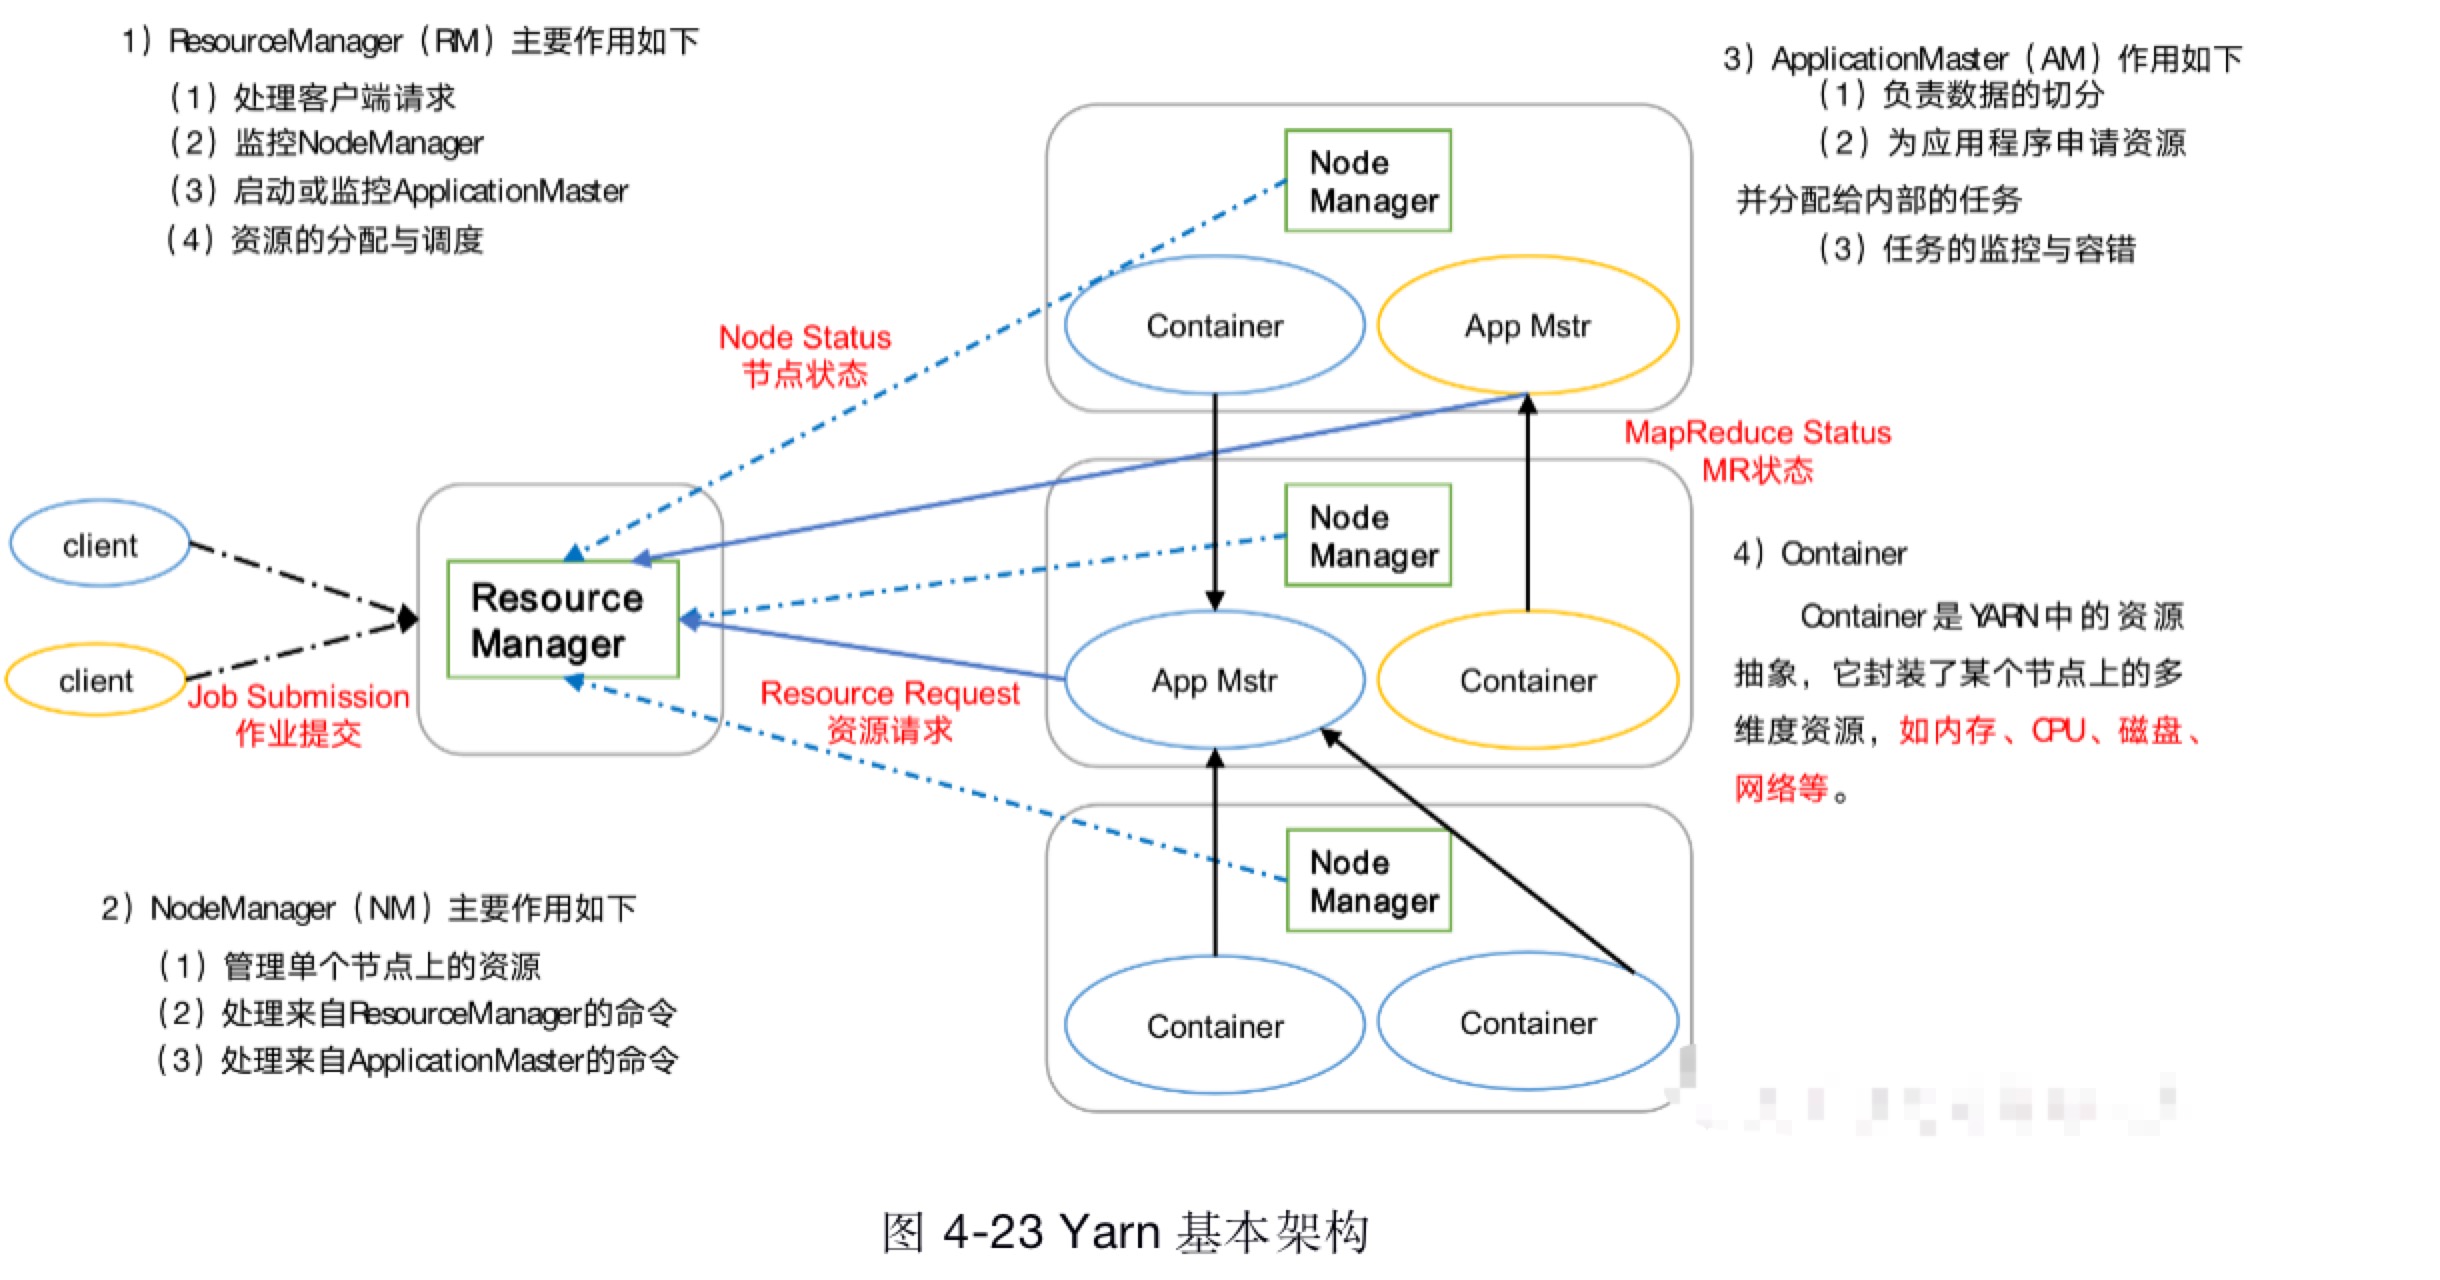 1）ResourceManager（RM）主要作用如下
（1）处理客户端请求
（2）监控NodeManager
（3）启动或监控ApplicationMaster
（4）资源的分配与调度
3）ApplicationMaster（AM）作用如下
（1）负责数据的切分
（2）为应用程序申请资源
并分配给内部的任务
（3）任务的监控与容错
Node
Manager
Container
App Mstr
Node Status
节点状态
MapReduce Status
MR状态
client
client
Job Submission
作业提交
Resource
Manager
Resource Request
资源请求
Node
Manager
App Mstr
Container
4）Container
Container是YARN中的资源
抽象，它封装了某个节点上的多
维度资源，如内存、CPU、磁盘、
网络等。
Node
Manager
Container
Container
2）NodeManager（NM）主要作用如下
（1）管理单个节点上的资源
（2）处理来自ResourceManager的命令
（3）处理来自ApplicationMaster的命令
图 4-23 Yarn 基本架构